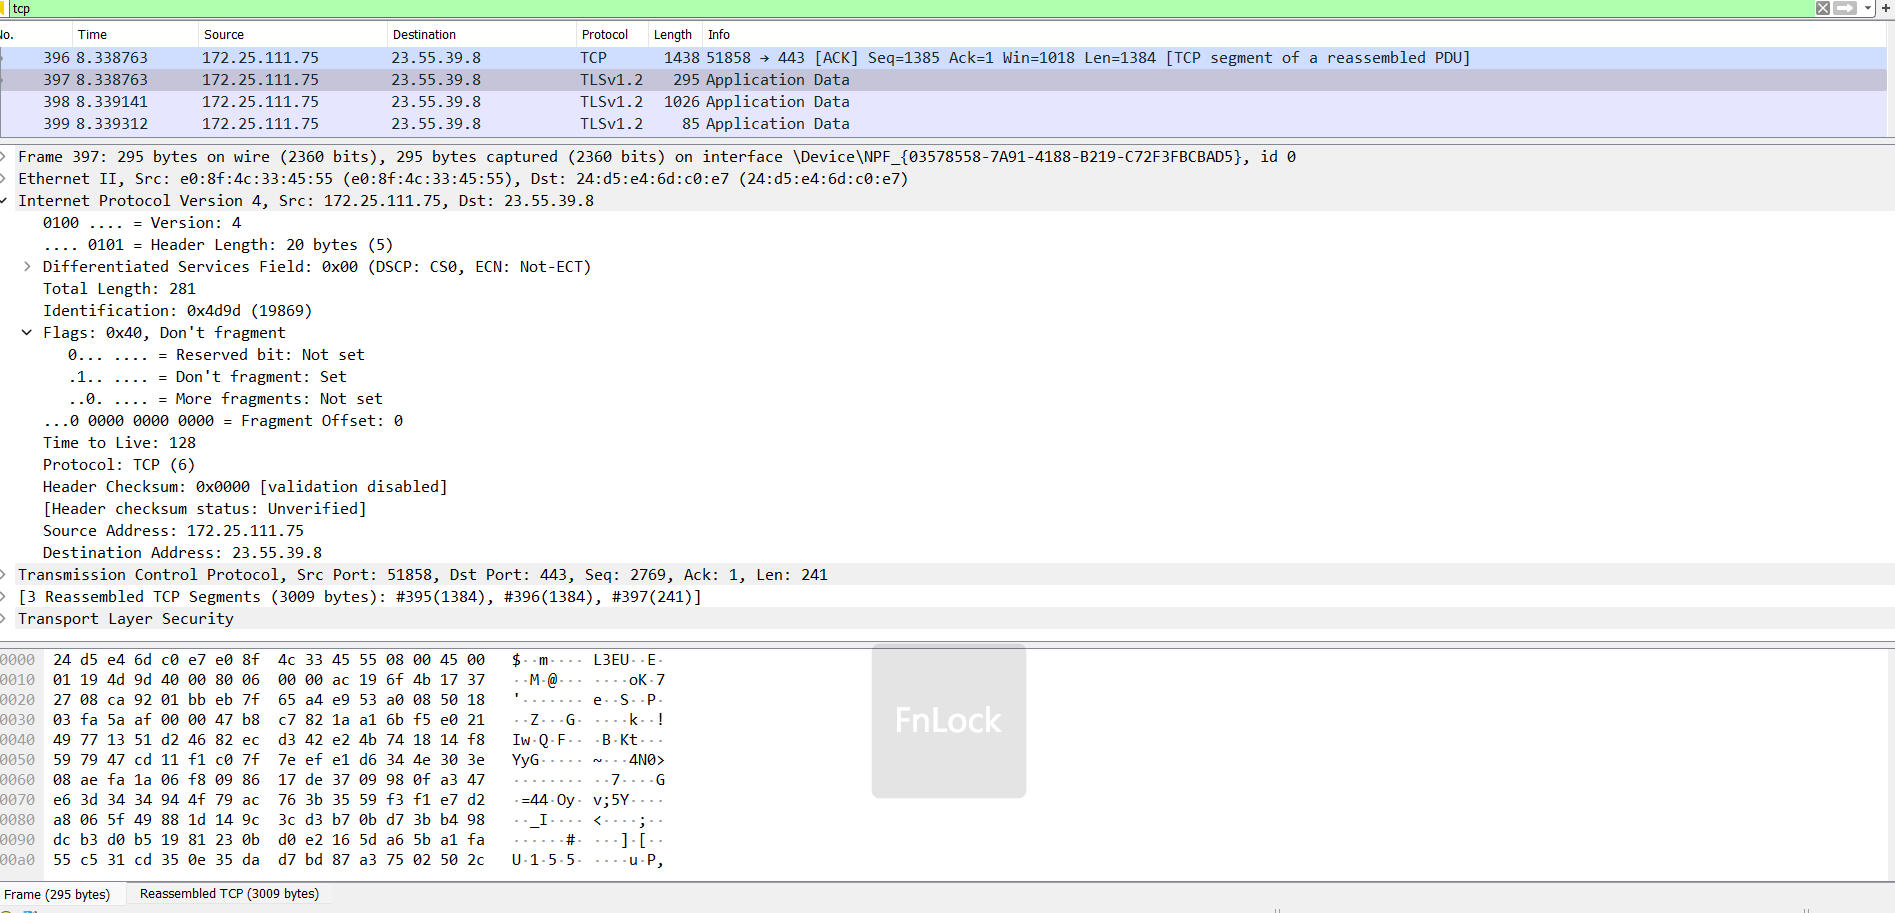 tcp
No. Time Source Destination Protocol Length Info
396 8.338763 172.25.111.75 23.55.39.8 TCP 1438 51858 → 443 [ACK] Seq=1385 Ack=1 Win=1018 Len=1384 [TCP segment of a reassembled PDU]
397 8.338763 172.25.111.75 23.55.39.8 TLSv1.2 295 Application Data
398 8.339141 172.25.111.75 23.55.39.8 TLSv1.2 1026 Application Data
399 8.339312 172.25.111.75 23.55.39.8 TLSv1.2 85 Application Data
Frame 397: 295 bytes on wire (2360 bits), 295 bytes captured (2360 bits) on interface \Device\NPF_{03578558-7A91-4188-B219-C72F3FBCBAD5}, id 0
Ethernet II, Src: e0:8f:4c:33:45:55 (e0:8f:4c:33:45:55), Dst: 24:d5:e4:6d:c0:e7 (24:d5:e4:6d:c0:e7)
Internet Protocol Version 4, Src: 172.25.111.75, Dst: 23.55.39.8
0100 .... = Version: 4
.... 0101 = Header Length: 20 bytes (5)
Differentiated Services Field: 0x00 (DSCP: CS0, ECN: Not-ECT)
Total Length: 281
Identification: 0x4d9d (19869)
Flags: 0x40, Don't fragment
0... .... = Reserved bit: Not set
.1.. .... = Don't fragment: Set
..0. .... = More fragments: Not set
...0 0000 0000 0000 = Fragment Offset: 0
Time to Live: 128
Protocol: TCP (6)
Header Checksum: 0x0000 [validation disabled]
[Header checksum status: Unverified]
Source Address: 172.25.111.75
Destination Address: 23.55.39.8
Transmission Control Protocol, Src Port: 51858, Dst Port: 443, Seq: 2769, Ack: 1, Len: 241
[3 Reassembled TCP Segments (3009 bytes): #395(1384), #396(1384), #397(241)]
Transport Layer Security
0000 24 d5 e4 6d c0 e7 e0 8f 4c 33 45 55 08 00 45 00 $··m···· L3EU··E·
0010 01 19 4d 9d 40 00 80 06 00 00 ac 19 6f 4b 17 37 ··M·@··· ····oK·7
0020 27 08 ca 92 01 bb eb 7f 65 a4 e9 53 a0 08 50 18 '······· e··S··P·
0030 03 fa 5a af 00 00 47 b8 c7 82 1a a1 6b f5 e0 21 ··Z···G· ····k··!
0040 49 77 13 51 d2 46 82 ec d3 42 e2 4b 74 18 14 f8 Iw·Q·F·· ·B·Kt···
0050 59 79 47 cd 11 f1 c0 7f 7e ef e1 d6 34 4e 30 3e YyG····· ~···4N0>
0060 08 ae fa 1a 06 f8 09 86 17 de 37 09 98 0f a3 47 ········ ··7····G
0070 e6 3d 34 34 94 4f 79 ac 76 3b 35 59 f3 f1 e7 d2 ·=44·Oy· v;5Y····
0080 a8 06 5f 49 88 1d 14 9c 3c d3 b7 0b d7 3b b4 98 ··_I···· <····;··
0090 dc b3 d0 b5 19 81 23 0b d0 e2 16 5d a6 5b a1 fa ······#· ···]·[··
00a0 55 c5 31 cd 35 0e 35 da d7 bd 87 a3 75 02 50 2c U·1·5·5· ····u·P,
FnLock
Frame (295 bytes) Reassembled TCP (3009 bytes)